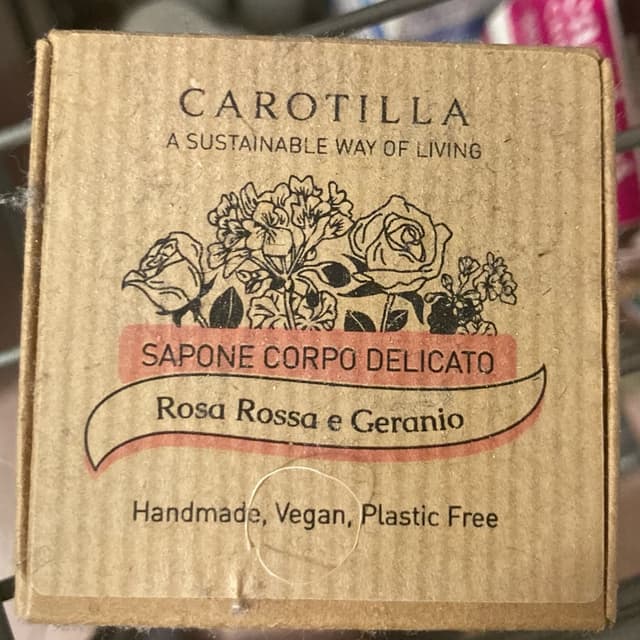 CAROTILLA
A SUSTAINABLE WAY OF LIVING
SAPONE CORPO DELICATO
Rosa Rossa e Geranio
Handmade, Vegan, Plastic Free